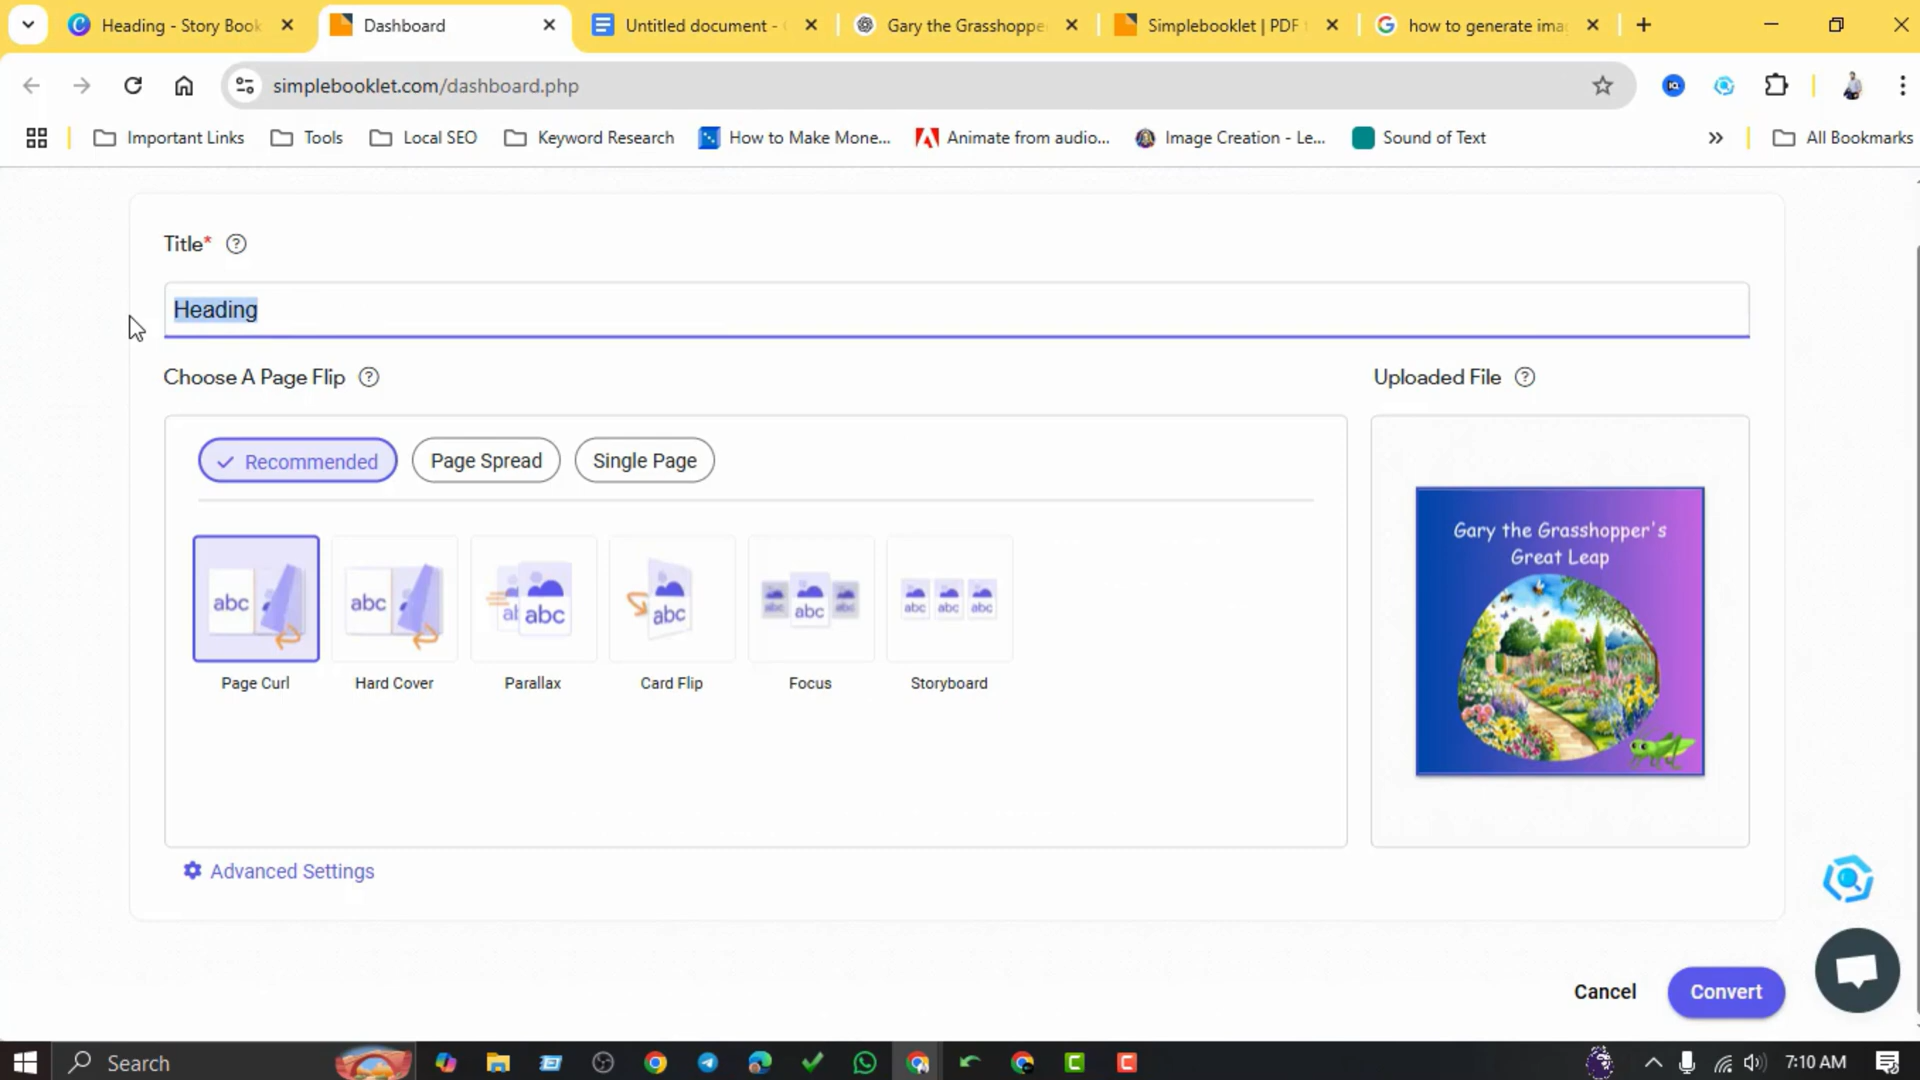 Heading - Story Book
Dashboard
Untitled document -
Gary the Grasshoppe
Simplebooklet | PDF
how to generate ima
simplebooklet.com/dashboard.php
Important Links
Tools
Local SEO
Keyword Research
How to Make Mone...
Animate from audio...
Image Creation - Le...
Sound of Text
All Bookmarks
Title*
Heading
Choose A Page Flip
Uploaded File
Recommended
Page Spread
Single Page
Gary the Grasshopper's
Great Leap
abc
abc
abc
abc
abc
abc
abc
abc
abc
abc
Page Curl
Hard Cover
Parallax
Card Flip
Focus
Storyboard
Advanced Settings
Cancel
Convert
Search
7:10 AM